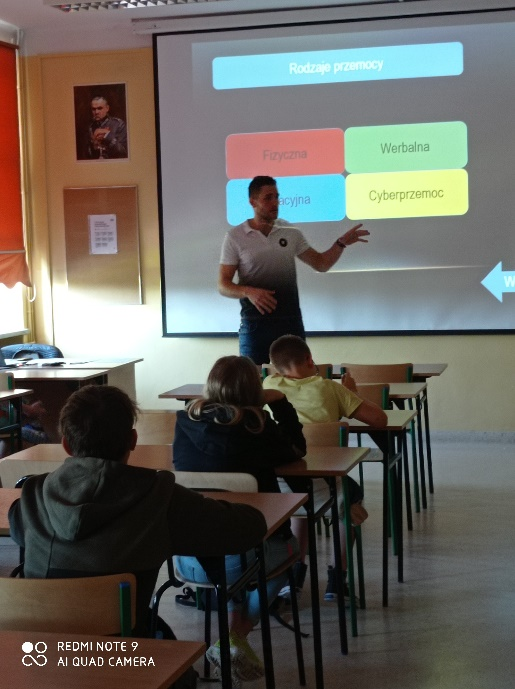 Rodzaje przemocy
Fizyczna
Werbalna
Cyberprzemoc
REDMI NOTE 9
AI QUAD CAMERA